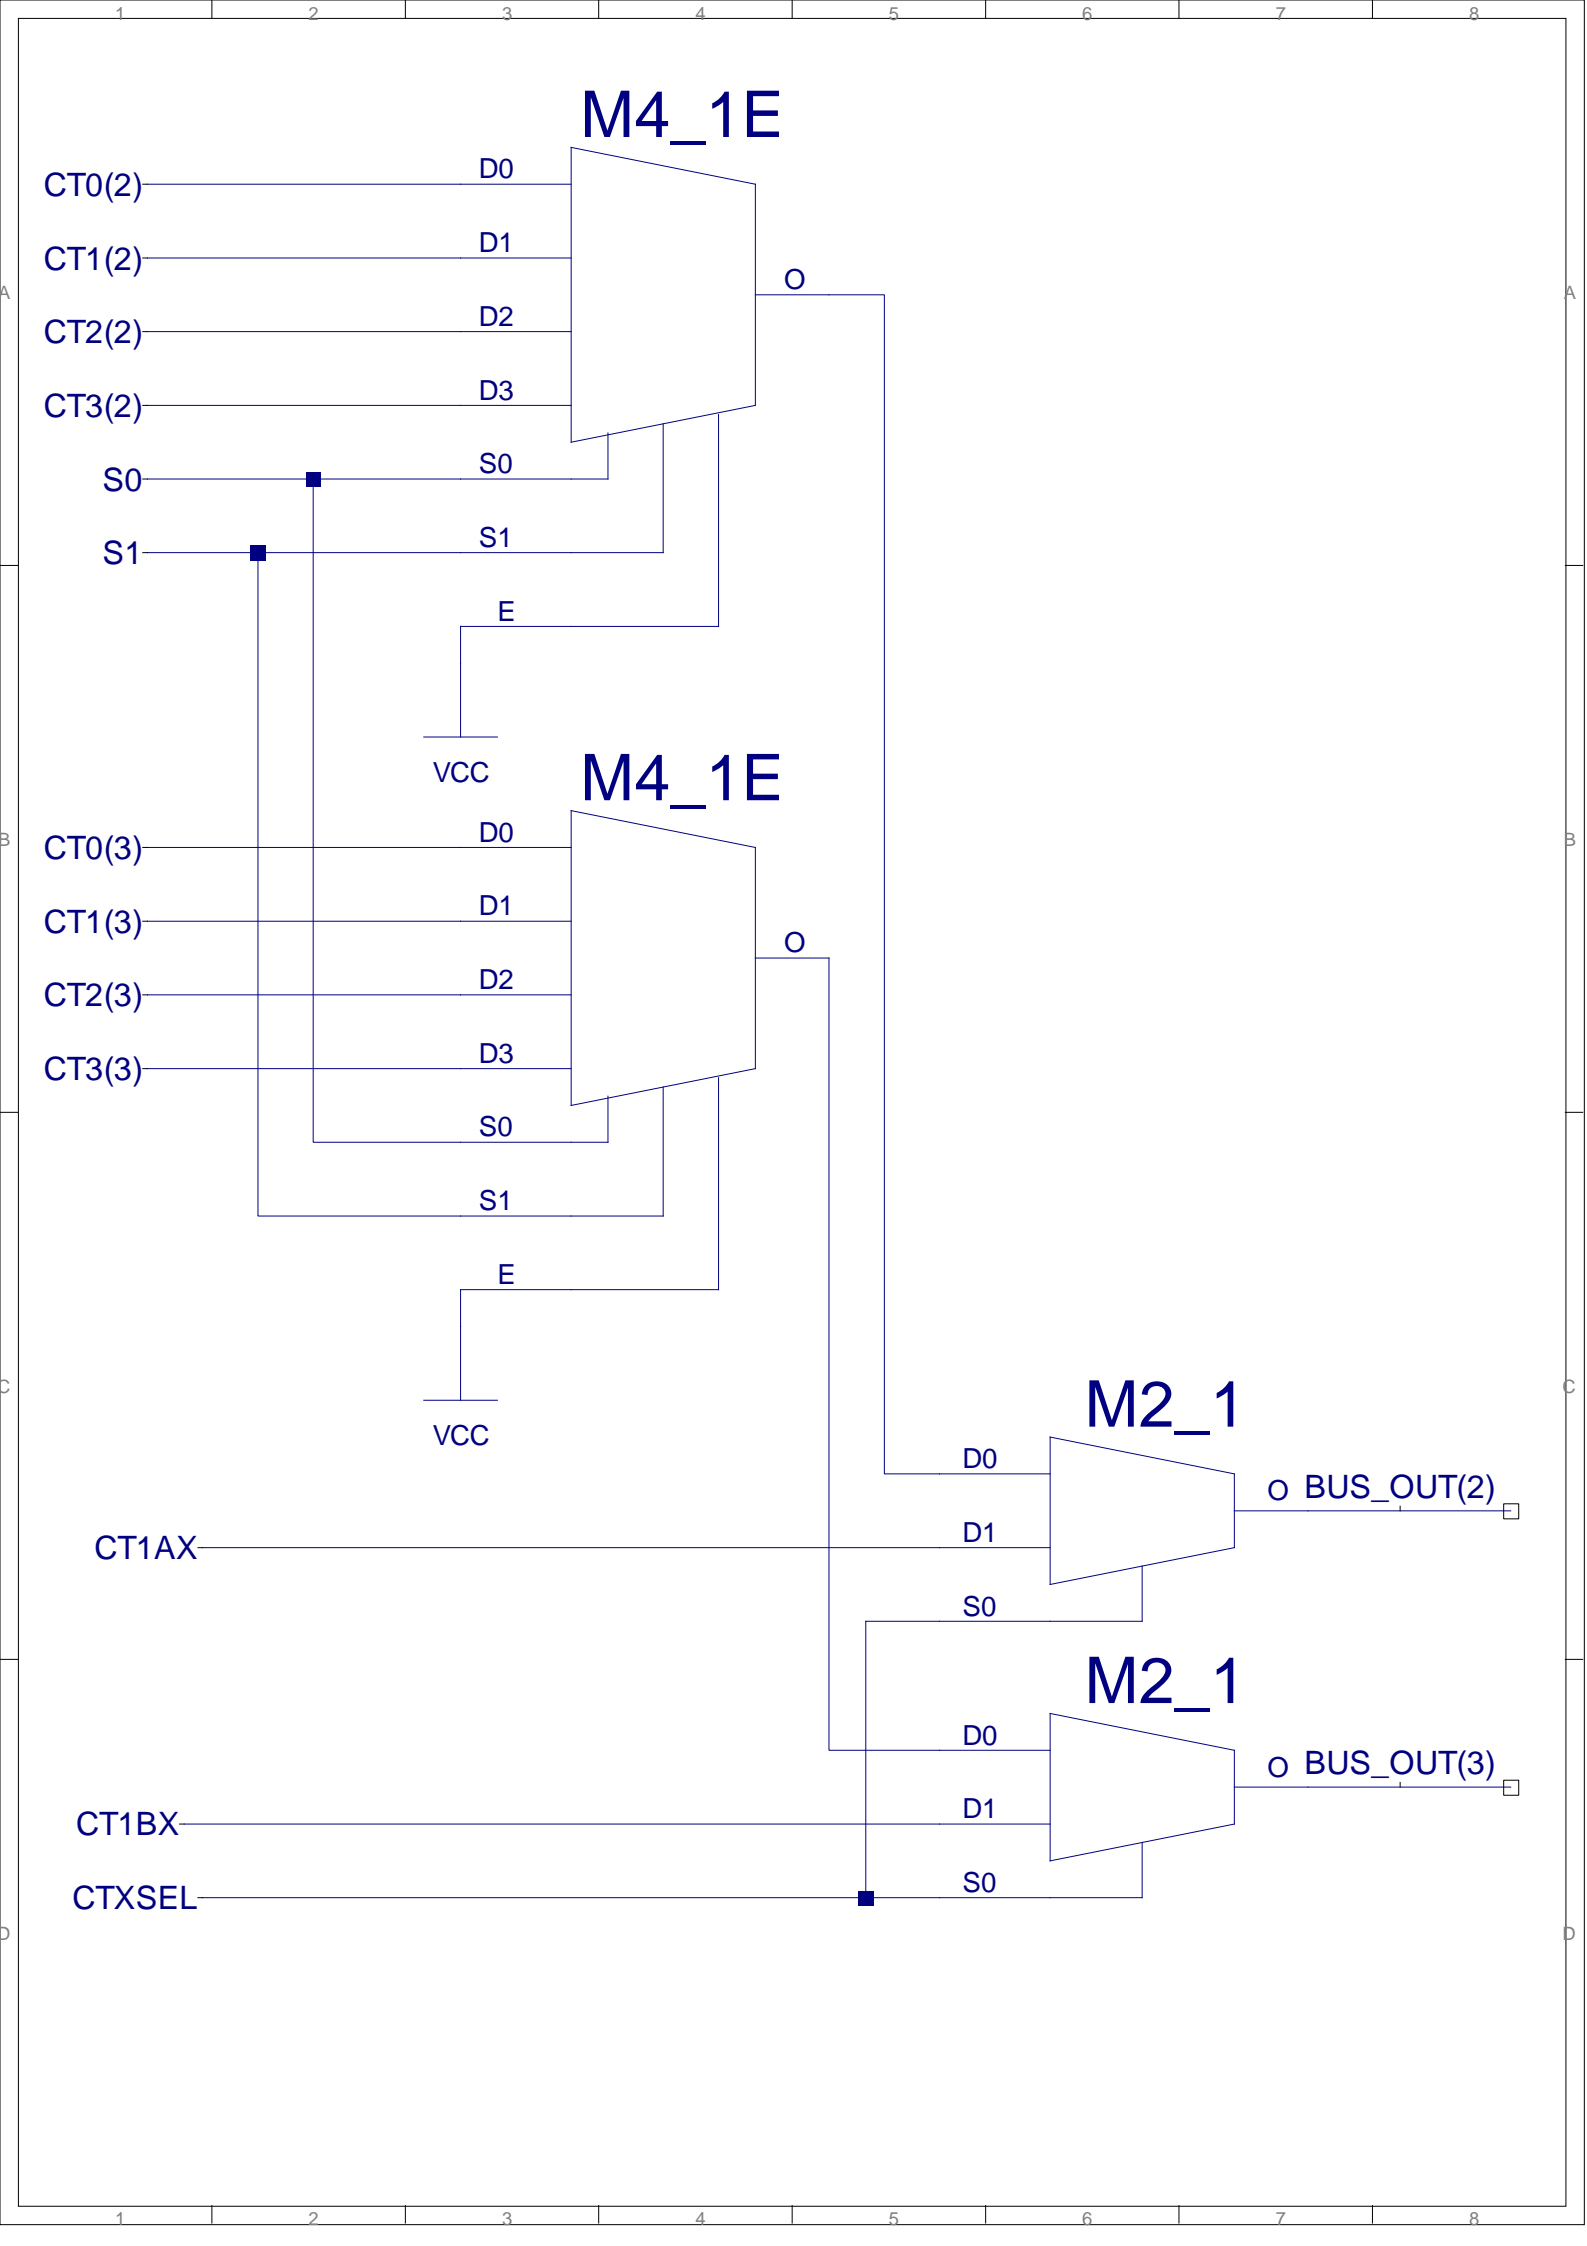 1 2 3 4 5 6 7 8
M4_1E
CT0(2) D0
CT1(2) D1
O
A A
CT2(2) D2
CT3(2) D3
S0 S0
S1 S1
E
VCC
M4_1E
CT0(3) D0
B B
CT1(3) D1
O
CT2(3) D2
CT3(3) D3
S0
S1
E
C C
VCC
M2_1
D0
O BUS_OUT(2)
CT1AX D1
S0
M2_1
D0
O BUS_OUT(3)
CT1BX D1
CTXSEL S0
D D
1 2 3 4 5 6 7 8